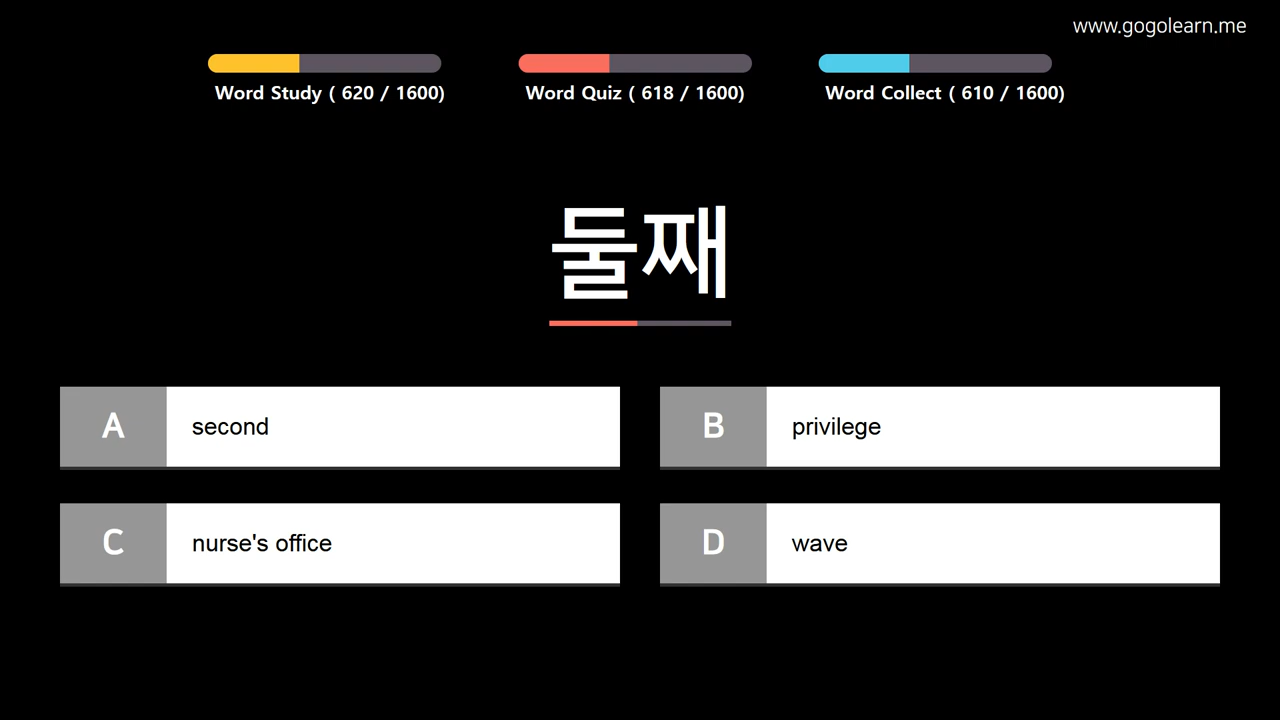 www.gogolearn.me
Word Study ( 620 / 1600)
Word Quiz ( 618 / 1600)
Word Collect ( 610 / 1600)
둘째
A second
B privilege
C nurse's office
D wave